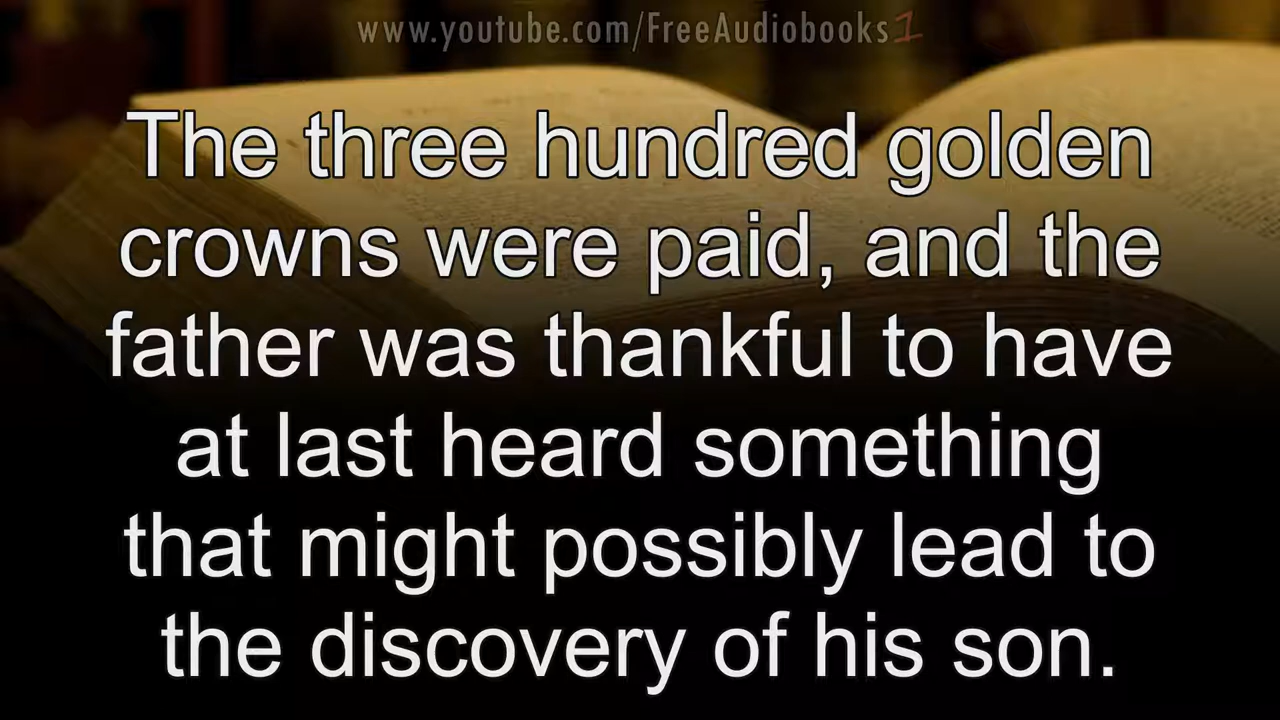 www.youtube.com/FreeAudiobooks1
The three hundred golden
crowns were paid, and the
father was thankful to have
at last heard something
that might possibly lead to
the discovery of his son.